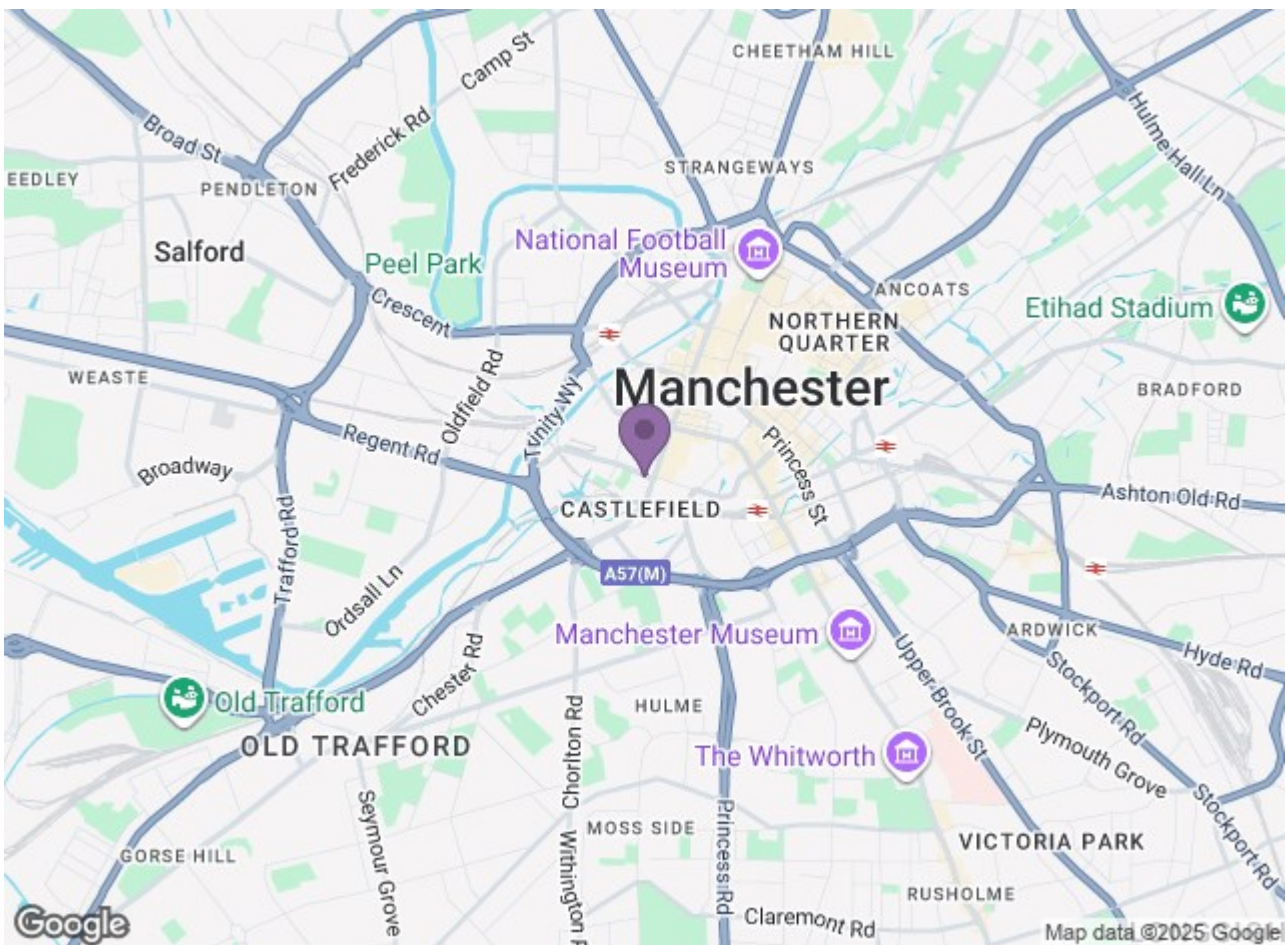 CHEETHAM HILL
Camp St
Broad St
Frederick Rd
Hulme Hall Ln
STRANGEWAYS
EEDLEY
PENDLETON
Salford
National Football
Museum
Peel Park
ANCOATS
Crescent
Etihad Stadium
NORTHERN
QUARTER
WEASTE
Oldfield Rd
Trinity Wy
Manchester
BRADFORD
Regent Rd
Princess St
Broadway
Ashton Old Rd
CASTLEFIELD
Trafford Rd
A57(M)
Ordsall Ln
Manchester Museum
ARDWICK
Chester Rd
Upper Brook St
Hyde Rd
Old Trafford
HULME
Stockport Rd
OLD TRAFFORD
Chorlton Rd
The Whitworth
Plymouth Grove
Seymour Grove
Withington R
Princess Rd
MOSS SIDE
Stockport Rd
VICTORIA PARK
GORSE HILL
RUSHOLME
Claremont Rd
Google
Map data ©2025 Google